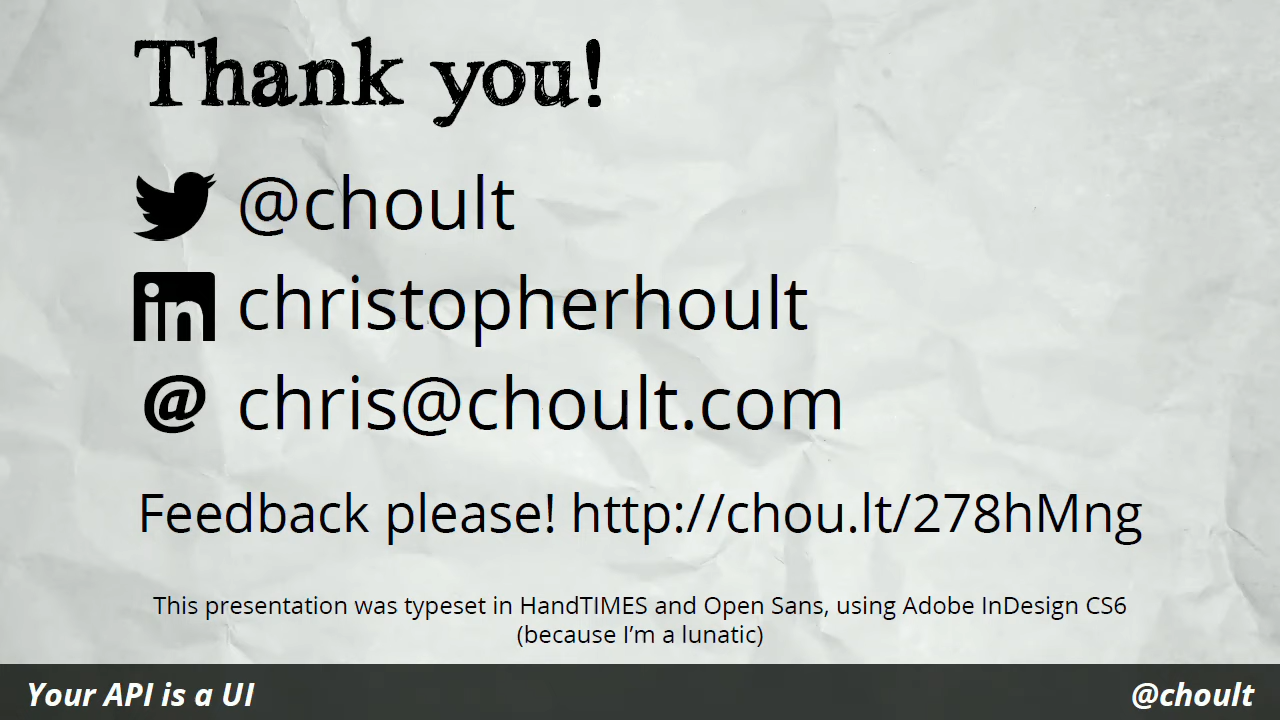 Thank you!
@choult
in christopherhoult
@ chris@choult.com
Feedback please! http://chou.lt/278hMng
This presentation was typeset in HandTIMES and Open Sans, using Adobe InDesign CS6
(because I’m a lunatic)
Your API is a UI
@choult